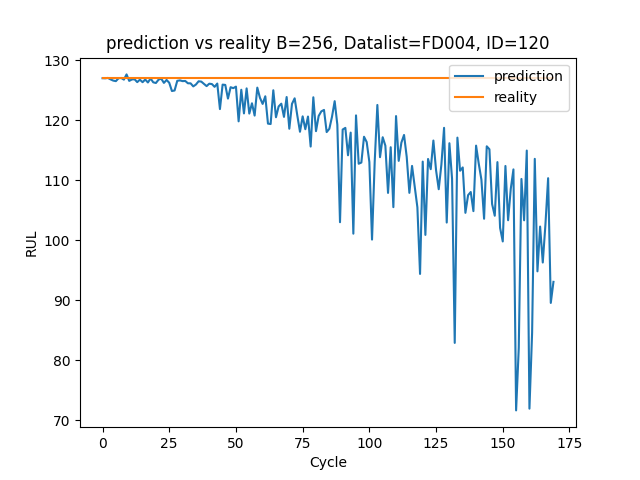 prediction vs reality B=256, Datalist=FD004, ID=120
prediction
reality
RUL
130
120
110
100
90
80
70
0 25 50 75 100 125 150 175
Cycle